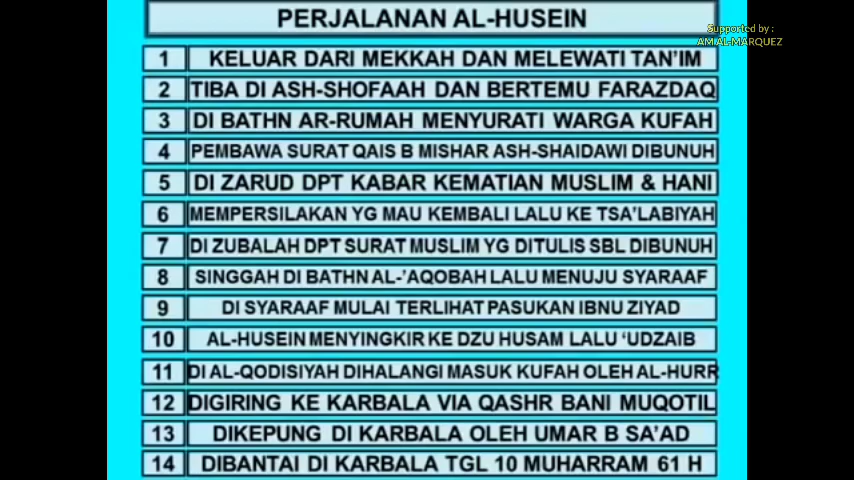 PERJALANAN AL-HUSEIN
Supported by :
AM AL-MARQUEZ
1 KELUAR DARI MEKKAH DAN MELEWATI TAN'IM
2 TIBA DI ASH-SHOFAAH DAN BERTEMU FARAZDAQ
3 DI BATHN AR-RUMAH MENYURATI WARGA KUFAH
4 PEMBAWA SURAT QAIS B MISHAR ASH-SHAIDAWI DIBUNUH
5 DI ZARUD DPT KABAR KEMATIAN MUSLIM & HANI
6 MEMPERSILAKAN YG MAU KEMBALI LALU KE TSA'LABIYAH
7 DI ZUBALAH DPT SURAT MUSLIM YG DITULIS SBL DIBUNUH
8 SINGGAH DI BATHN AL-'AQOBAH LALU MENUJU SYARAAF
9 DI SYARAAF MULAI TERLIHAT PASUKAN IBNU ZIYAD
10 AL-HUSEIN MENYINGKIR KE DZU HUSAM LALU 'UDZAIB
11 DI AL-QODISIYAH DIHALANGI MASUK KUFAH OLEH AL-HURR
12 DIGIRING KE KARBALA VIA QASHR BANI MUQOTIL
13 DIKEPUNG DI KARBALA OLEH UMAR B SA'AD
14 DIBANTAI DI KARBALA TGL 10 MUHARRAM 61 H